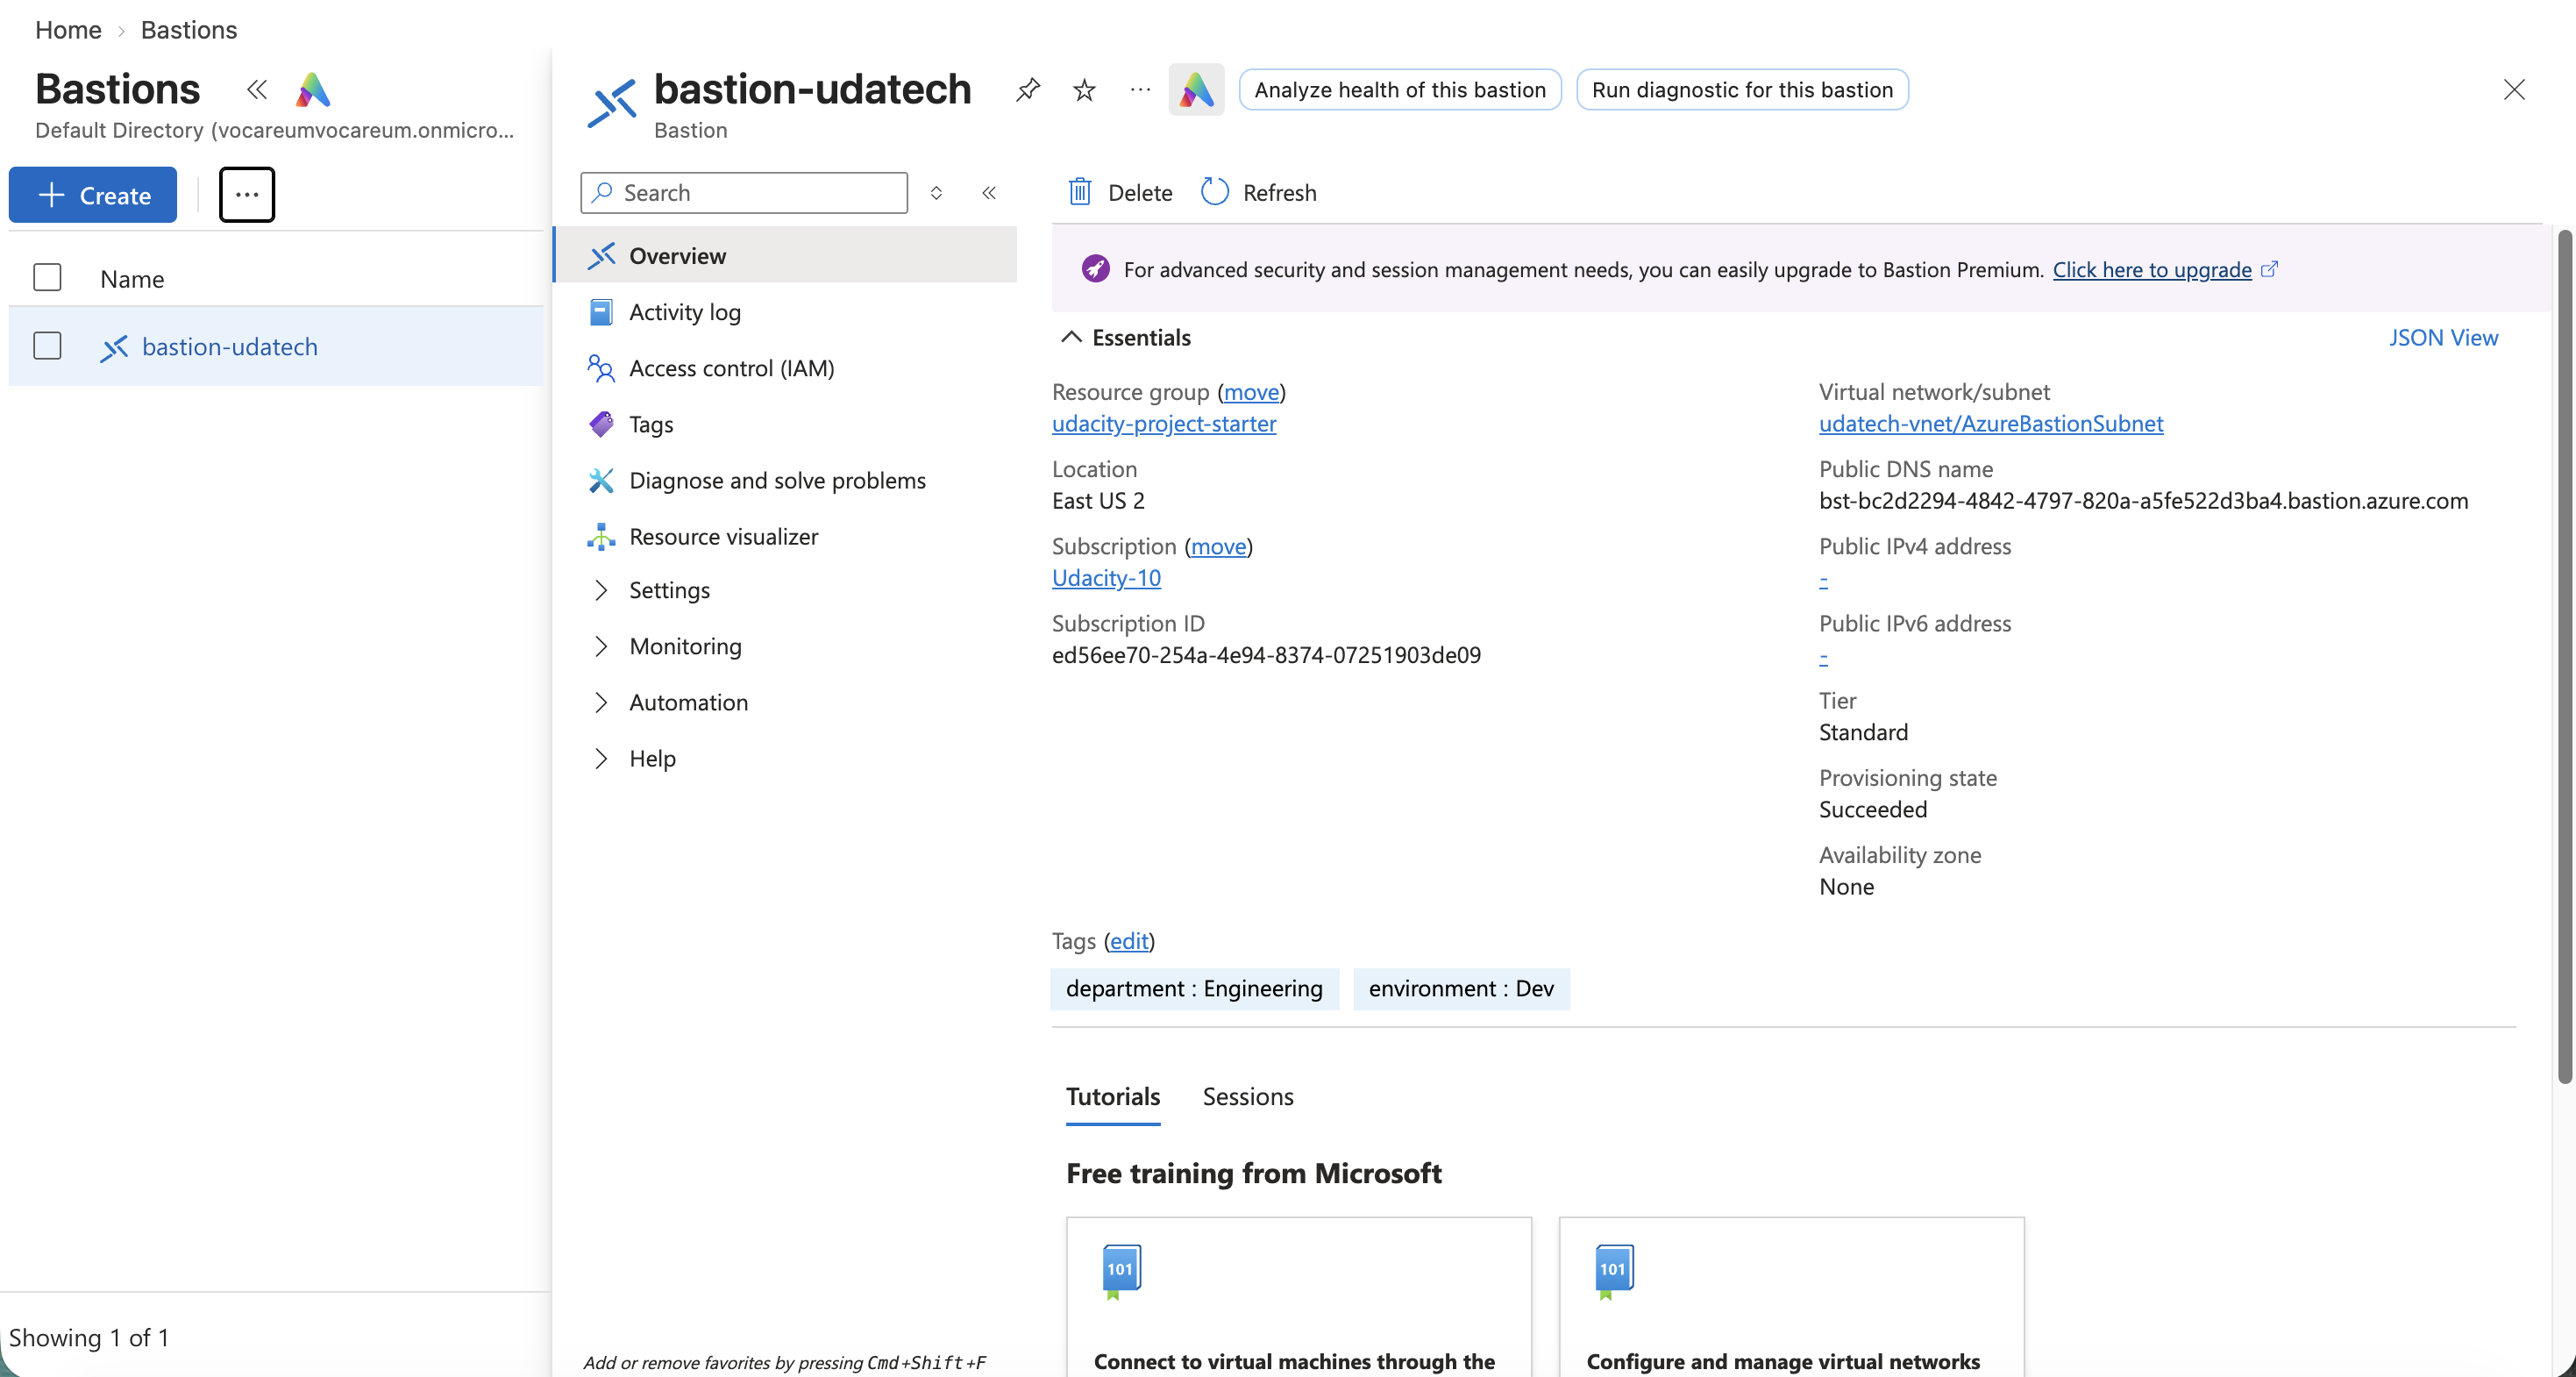 Home › Bastions
Bastions
Default Directory (vocareumvocareum.onmicro...
+ Create
...
Name
bastion-udatech
Showing 1 of 1
bastion-udatech
Bastion
...
Analyze health of this bastion
Run diagnostic for this bastion
Search
Overview
Activity log
Access control (IAM)
Tags
Diagnose and solve problems
Resource visualizer
Settings
Monitoring
Automation
Help
Add or remove favorites by pressing Cmd+Shift+F
Delete
Refresh
For advanced security and session management needs, you can easily upgrade to Bastion Premium. Click here to upgrade
Essentials
JSON View
Resource group (move)
udacity-project-starter
Location
East US 2
Subscription (move)
Udacity-10
Subscription ID
ed56ee70-254a-4e94-8374-07251903de09
Virtual network/subnet
udatech-vnet/AzureBastionSubnet
Public DNS name
bst-bc2d2294-4842-4797-820a-a5fe522d3ba4.bastion.azure.com
Public IPv4 address
-
Public IPv6 address
-
Tier
Standard
Provisioning state
Succeeded
Availability zone
None
Tags (edit)
department : Engineering
environment : Dev
Tutorials
Sessions
Free training from Microsoft
101
Connect to virtual machines through the
101
Configure and manage virtual networks